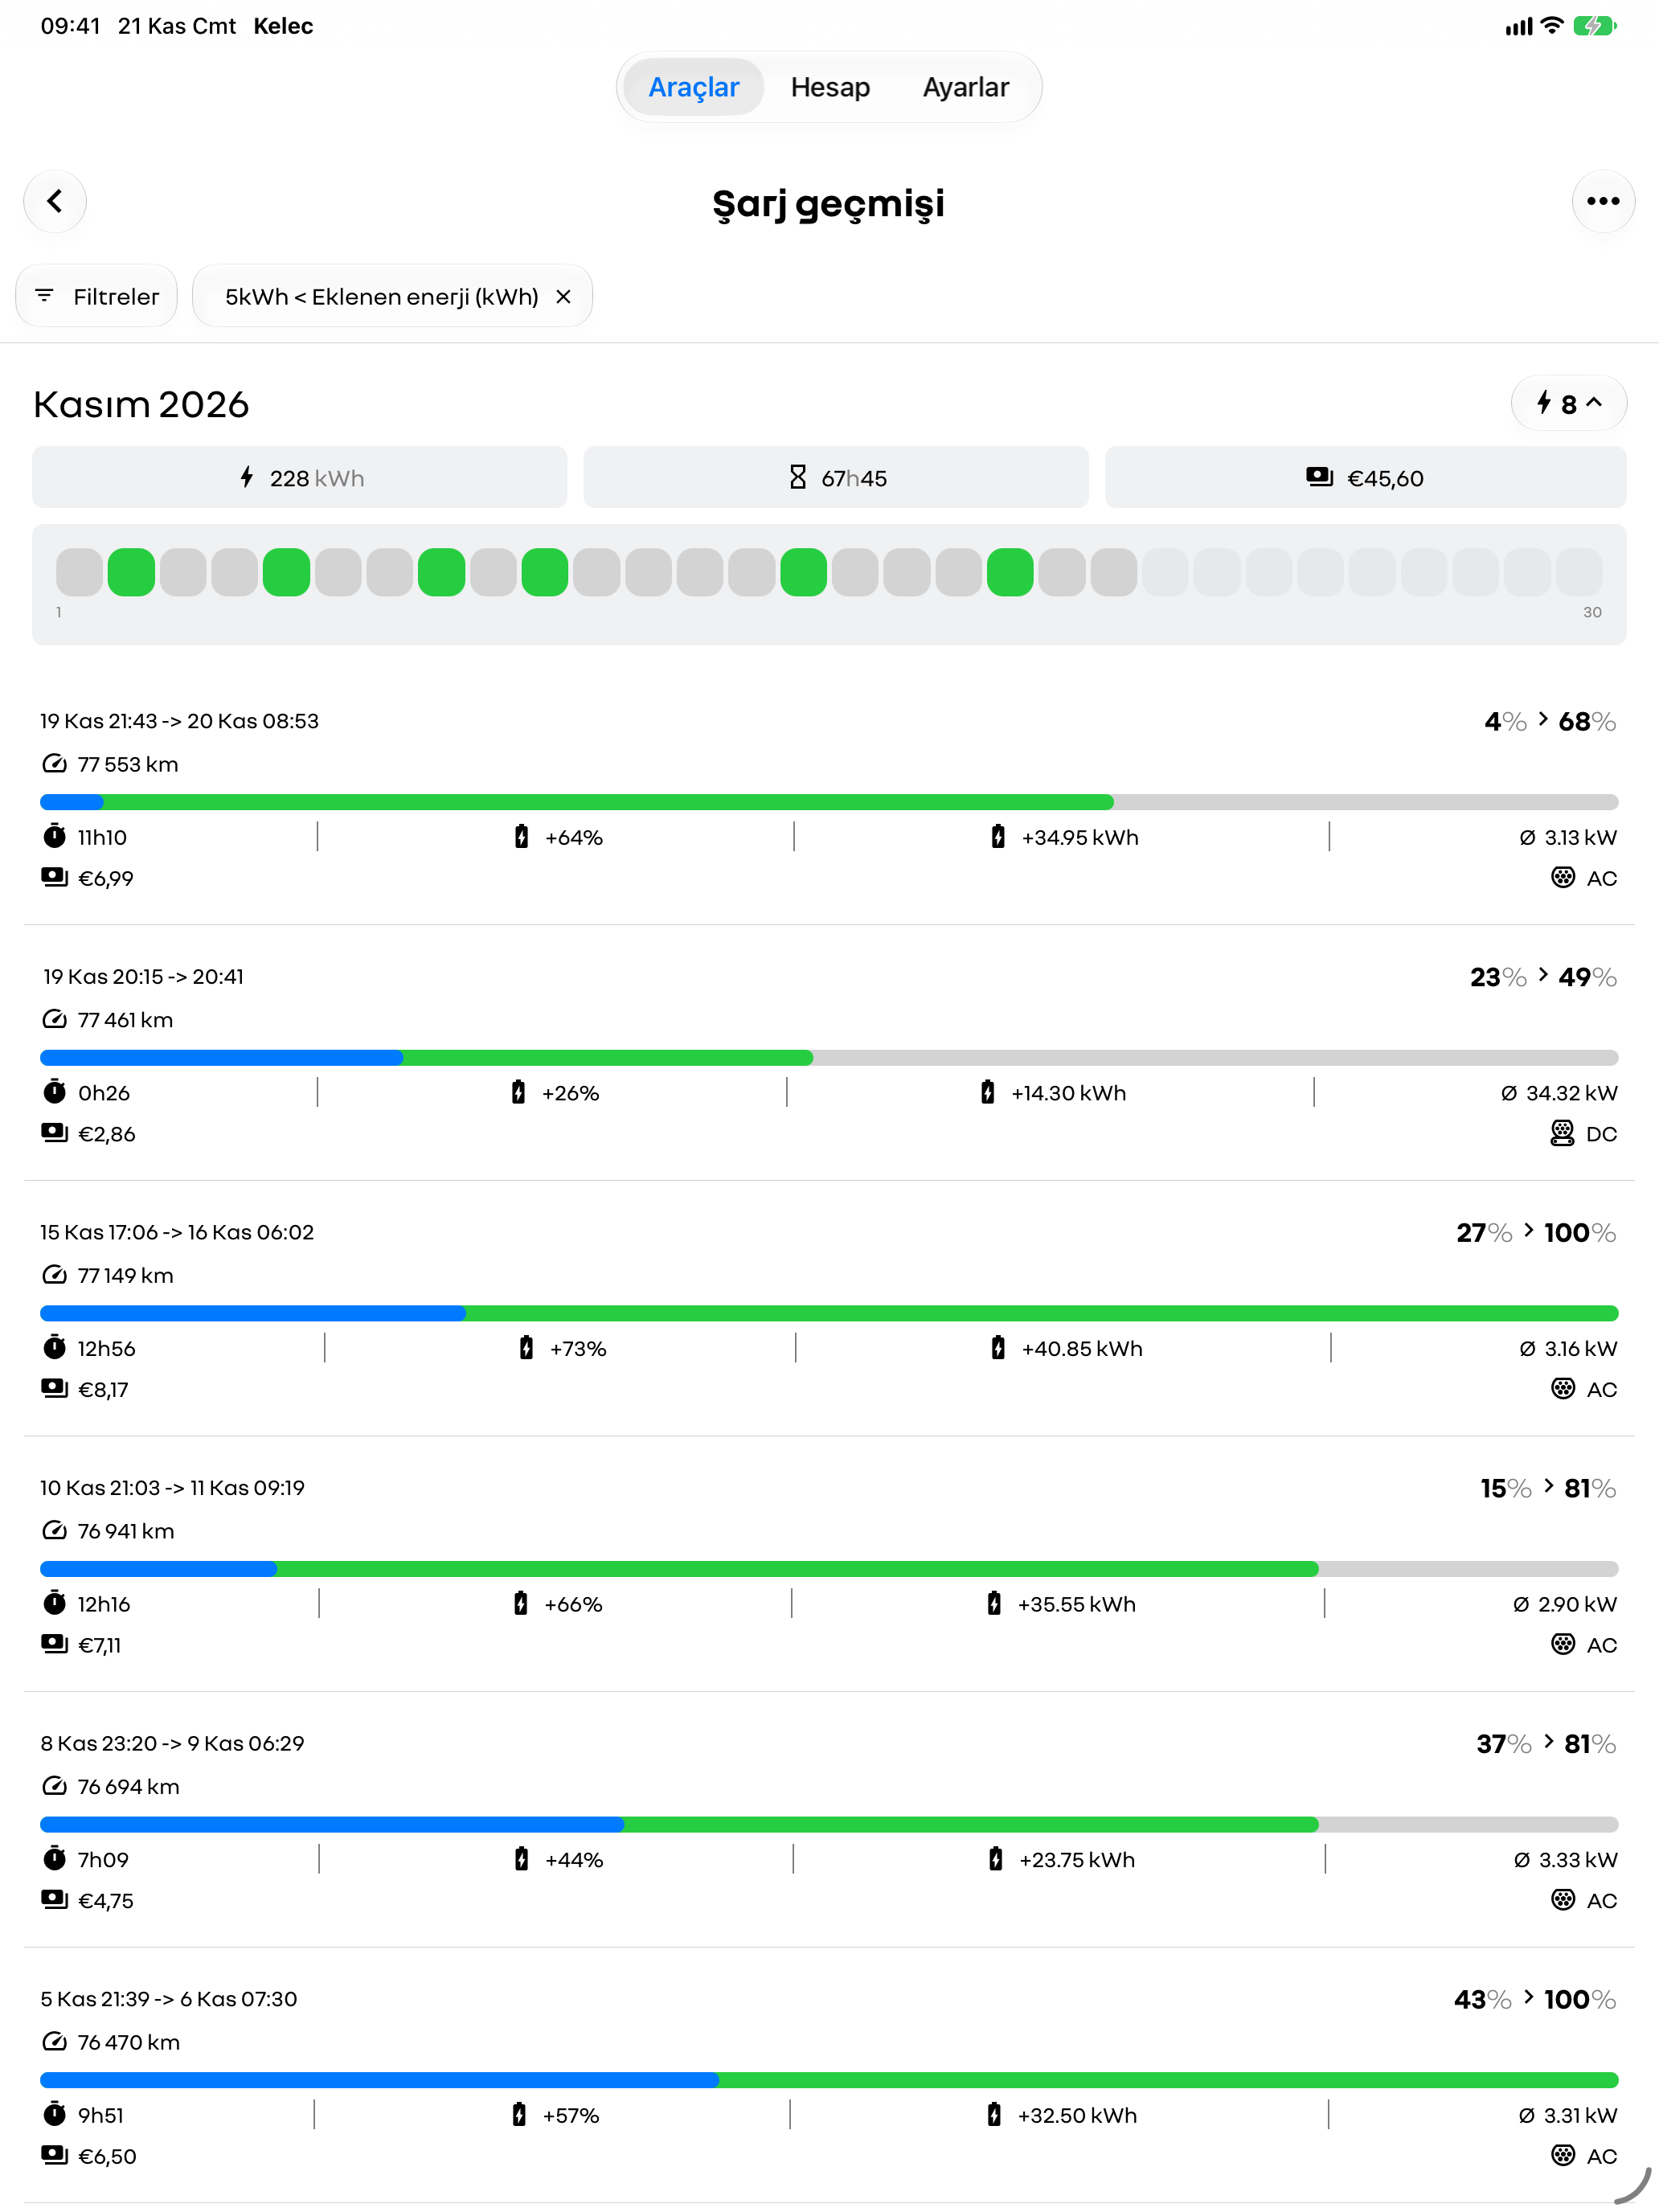 09:41 21 Kas Cmt Kelec
Araçlar Hesap Ayarlar
Şarj geçmişi
Filtreler 5kWh < Eklenen enerji (kWh)
Kasım 2026 8
228 kWh 67h45 €45,60
1 30
19 Kas 21:43 -> 20 Kas 08:53 4% > 68%
77 553 km
11h10 +64% +34.95 kWh Ø 3.13 kW
€6,99 AC
19 Kas 20:15 -> 20:41 23% > 49%
77 461 km
0h26 +26% +14.30 kWh Ø 34.32 kW
€2,86 DC
15 Kas 17:06 -> 16 Kas 06:02 27% > 100%
77 149 km
12h56 +73% +40.85 kWh Ø 3.16 kW
€8,17 AC
10 Kas 21:03 -> 11 Kas 09:19 15% > 81%
76 941 km
12h16 +66% +35.55 kWh Ø 2.90 kW
€7,11 AC
8 Kas 23:20 -> 9 Kas 06:29 37% > 81%
76 694 km
7h09 +44% +23.75 kWh Ø 3.33 kW
€4,75 AC
5 Kas 21:39 -> 6 Kas 07:30 43% > 100%
76 470 km
9h51 +57% +32.50 kWh Ø 3.31 kW
€6,50 AC